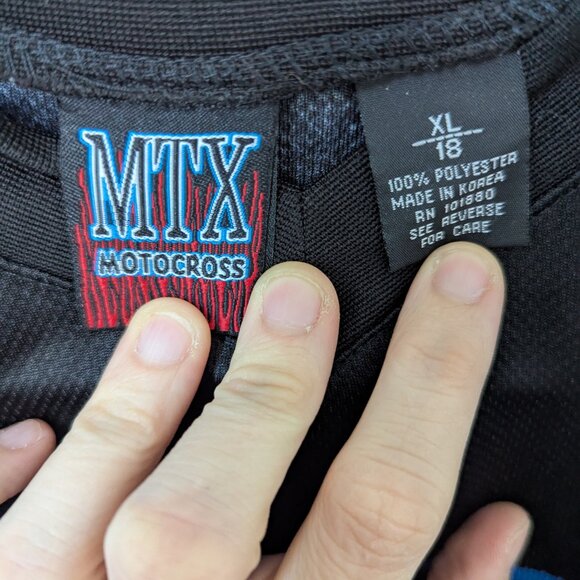 MTX
MOTOCROSS
XL
18
100% POLYESTER
MADE IN KOREA
RN 101880
SEE REVERSE
FOR CARE